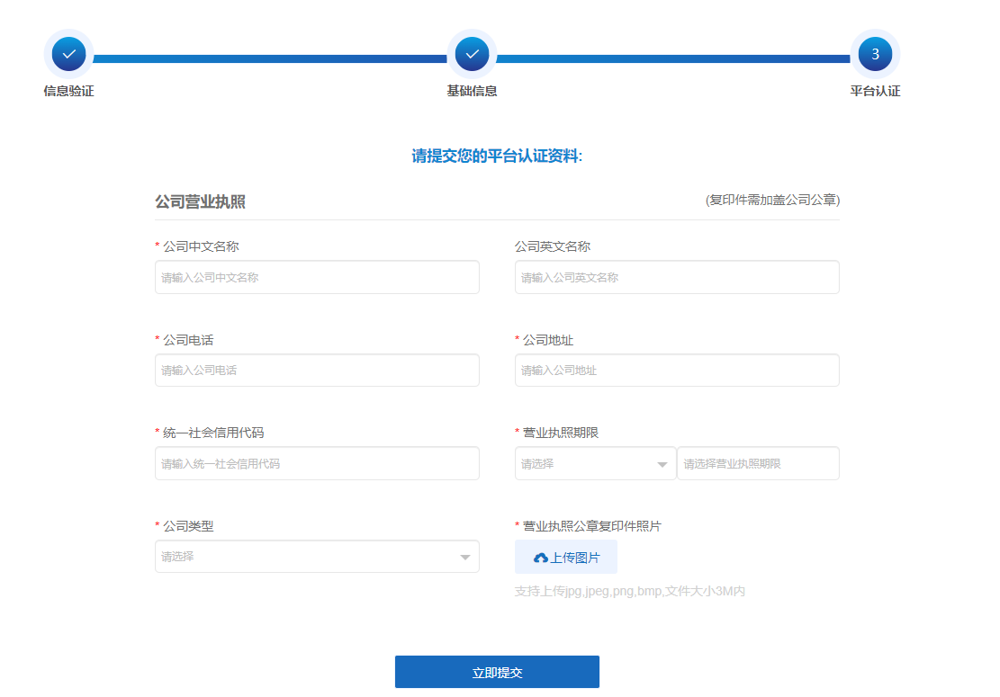 3
信息验证 基础信息 平台认证
请提交您的平台认证资料:
公司营业执照 (复印件需加盖公司公章)
* 公司中文名称 公司英文名称
请输入公司中文名称 请输入公司英文名称
* 公司电话 * 公司地址
请输入公司电话 请输入公司地址
* 统一社会信用代码 * 营业执照期限
请输入统一社会信用代码 请选择 请选择营业执照期限
* 公司类型 * 营业执照公章复印件照片
请选择 上传图片
支持上传jpg,jpeg,png,bmp,文件大小3M内
立即提交